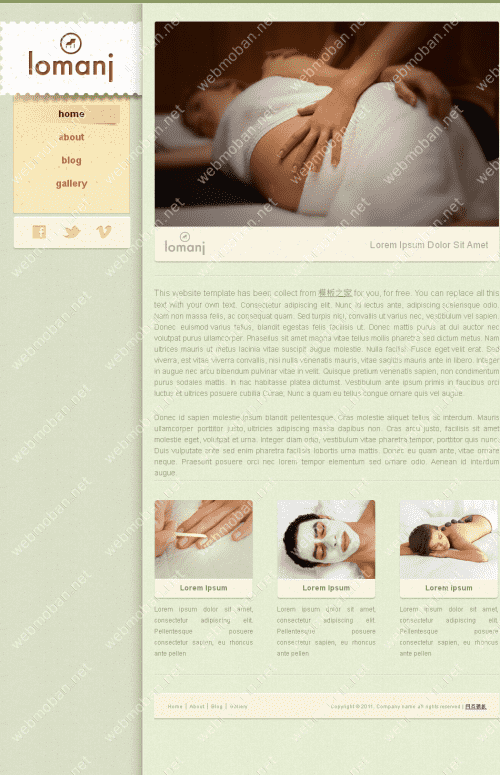 lomanj
home
about
blog
gallery
lomanj
Lorem Ipsum Dolor Sit Amet
This website template has been collect from 模板之家 for you, for free. You can replace all this
text with your own text. Consectetur adipiscing elit. Nunc id lectus ante, adipiscing scelerisque odio.
Nam non massa felis, ac consequat quam. Sed turpis nisi, convallis ut varius nec, vestibulum vel sapien.
Donec euismod varius tellus, blandit egestas felis facilisis ut. Donec mattis purus at dui auctor nec
volutpat purus ullamcorper. Phasellus sit amet magna vitae tellus mollis pharetra sed dictum metus. Nam
ultrices mauris ut metus lacinia vitae suscipit augue molestie. Nulla facilisi. Fusce eget velit erat. Sed
viverra, est vitae viverra convallis, nisl nulla venenatis mauris, vitae sagittis mauris ante in libero. Integer
in augue nec arcu bibendum pulvinar vitae in velit. Quisque pretium venenatis sapien, non condimentum
purus sodales mattis. In hac habitasse platea dictumst. Vestibulum ante ipsum primis in faucibus orci
luctus et ultrices posuere cubilia Curae; Nunc a quam eu tellus congue ornare quis vel augue.
Donec id sapien molestie ipsum blandit pellentesque. Cras molestie aliquet tellus ac interdum. Mauris
ullamcorper porttitor justo, ultricies adipiscing massa dapibus non. Cras arcu justo, facilisis sit amet
molestie eget, volutpat et urna. Integer diam odio, vestibulum vitae pharetra tempor, porttitor quis nunc.
Duis vulputate ante sed enim pharetra facilisis lobortis urna mattis. Donec eu quam ante, vitae ornare
neque. Praesent posuere orci nec lorem tempor elementum sed ornare odio. Aenean id interdum
augue.
Lorem Ipsum Lorem Ipsum Lorem Ipsum
Lorem ipsum dolor sit amet, Lorem ipsum dolor sit amet, Lorem ipsum dolor sit amet,
consectetur adipiscing elit. consectetur adipiscing elit. consectetur adipiscing elit.
Pellentesque posuere Pellentesque posuere Pellentesque posuere
consectetur sapien, eu rhoncus consectetur sapien, eu rhoncus consectetur sapien, eu rhoncus
ante pellen ante pellen ante pellen
Home | About | Blog |
Copyright © Company name all rights reserved |
webmoban.net